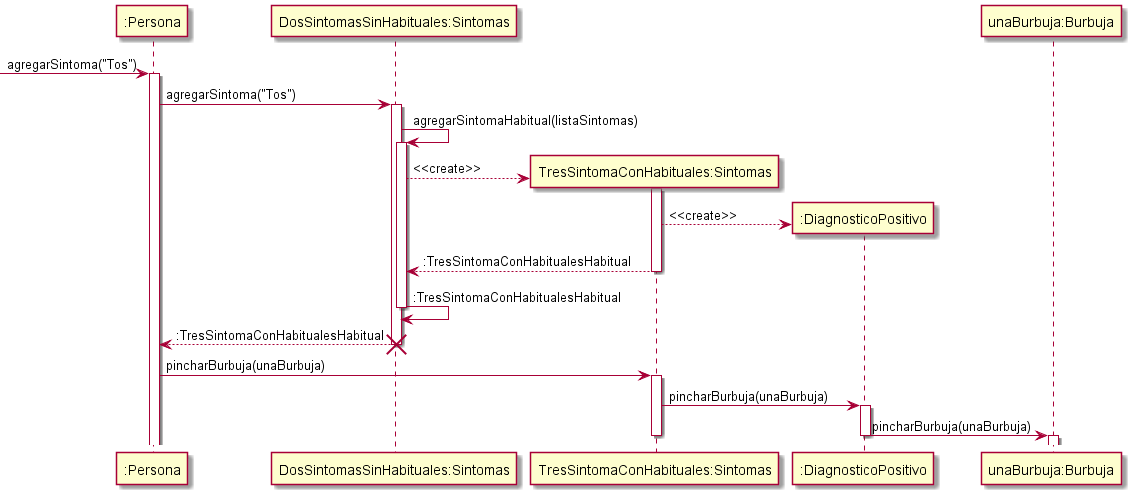 :Persona
DosSintomasSinHabituales:Sintomas
unaBurbuja:Burbuja
agregarSintoma("Tos")
agregarSintoma("Tos")
agregarSintomaHabitual(listaSintomas)
<<create>>
TresSintomaConHabituales:Sintomas
<<create>>
:DiagnosticoPositivo
:TresSintomaConHabitualesHabitual
:TresSintomaConHabitualesHabitual
:TresSintomaConHabitualesHabitual
pincharBurbuja(unaBurbuja)
pincharBurbuja(unaBurbuja)
pincharBurbuja(unaBurbuja)
:Persona
DosSintomasSinHabituales:Sintomas
TresSintomaConHabituales:Sintomas
:DiagnosticoPositivo
unaBurbuja:Burbuja